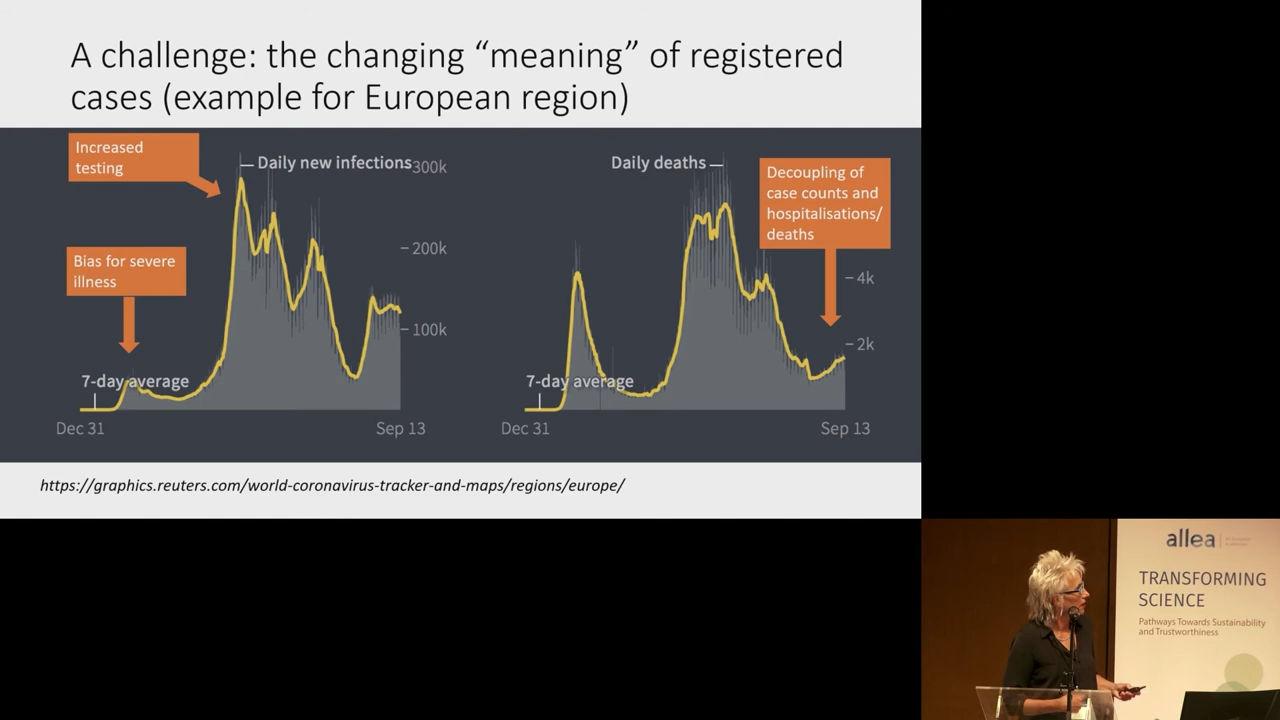 A challenge: the changing “meaning” of registered
cases (example for European region)
Increased
testing
Daily new infections
300k
200k
100k
Bias for severe
illness
7-day average
Dec 31
Sep 13
Daily deaths
Decoupling of
case counts and
hospitalisations/
deaths
4k
2k
7-day average
Dec 31
Sep 13
https://graphics.reuters.com/world-coronavirus-tracker-and-maps/regions/europe/
allea
TRANSFORMING
SCIENCE
Pathways Towards Sustainability
and Trustworthiness